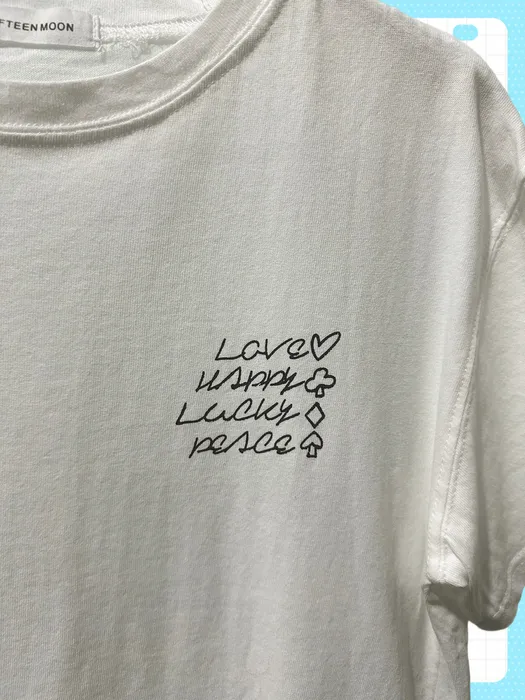 FTEEN MOON
LOVE♡
HAPPY♧
LUCKY♢
PEACE♤